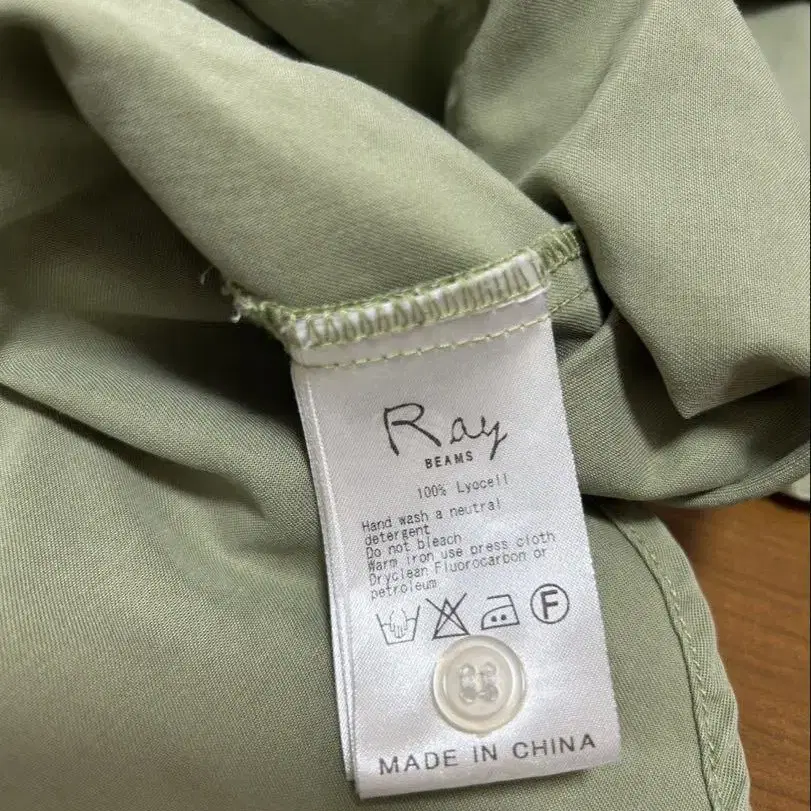 Ray
BEAMS
100% Lyocell
Hand wash a neutral
detergent
Do not bleach
Warm iron use press cloth
Dryclean Fluorocarbon or
petroleum
F
MADE IN CHINA